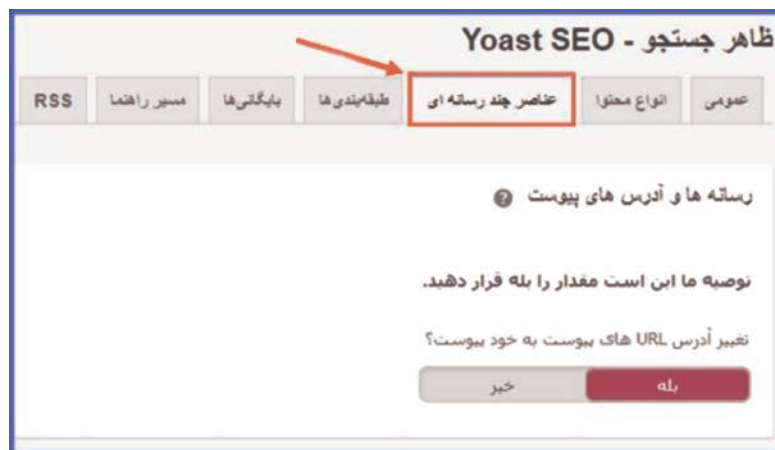 ظاهر جستجو - Yoast SEO
عمومی انواع محتوا عناصر چند رسانه ای طبقه‌بندی‌ها بایگانی‌ها مسیر راهنما RSS
رسانه ها و آدرس های پیوست ?
توصیه ما این است مقدار را بله قرار دهید.
تغییر آدرس URL های پیوست به خود پیوست؟
بله خیر